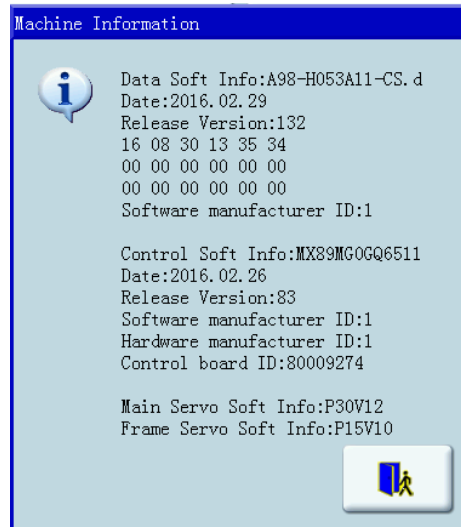 Machine Information
Data Soft Info:A98-H053A11-CS.d
Date:2016.02.29
Release Version:132
16 08 30 13 35 34
00 00 00 00 00 00
00 00 00 00 00 00
Software manufacturer ID:1
Control Soft Info:MX89MG0GQ6511
Date:2016.02.26
Release Version:83
Software manufacturer ID:1
Hardware manufacturer ID:1
Control board ID:80009274
Main Servo Soft Info:P30V12
Frame Servo Soft Info:P15V10